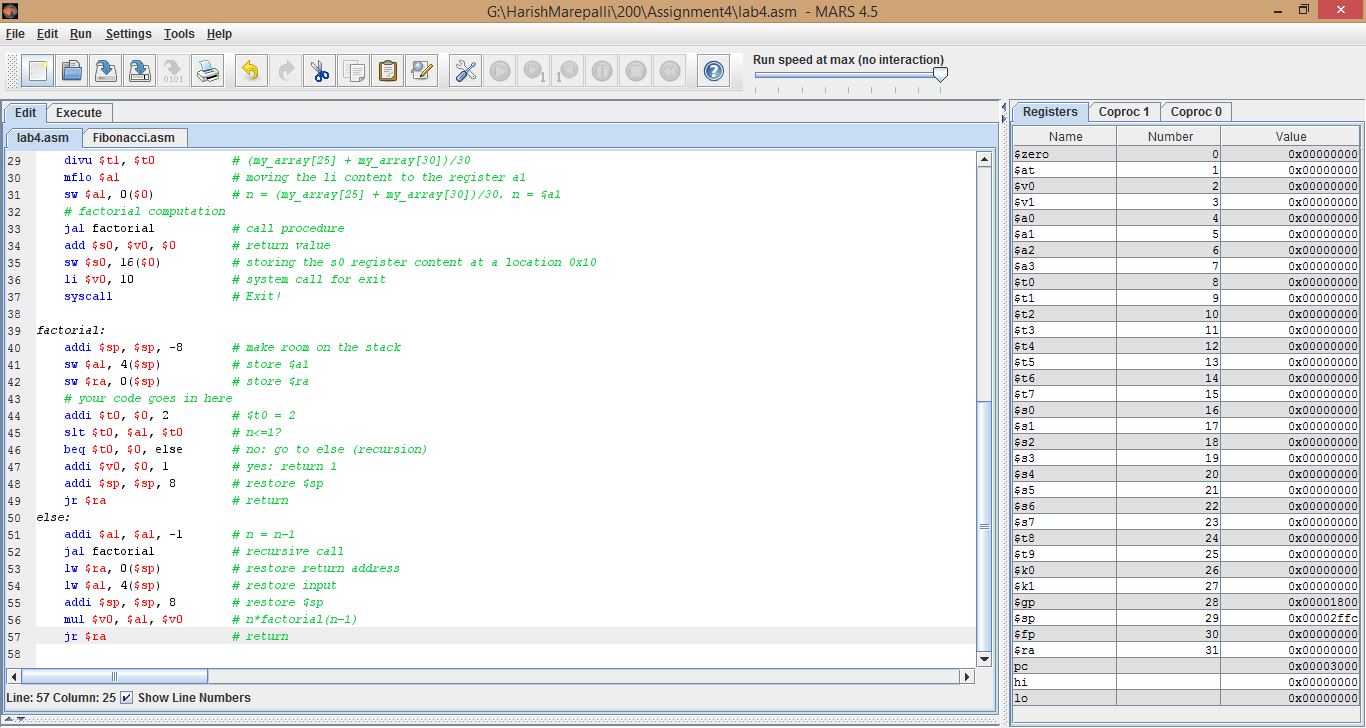 G:\HarishMarepalli\200\Assignment4\lab4.asm - MARS 4.5
File Edit Run Settings Tools Help
Run speed at max (no interaction)
Edit Execute
lab4.asm Fibonacci.asm
29 divu $t1, $t0 # (my_array[25] + my_array[30])/30
30 mflo $a1 # moving the li content to the register a1
31 sw $a1, 0($0) # n = (my_array[25] + my_array[30])/30. n = $a1
32 # factorial computation
33 jal factorial # call procedure
34 add $s0, $v0, $0 # return value
35 sw $s0, 16($0) # storing the s0 register content at a location 0x10
36 li $v0, 10 # system call for exit
37 syscall # Exit!
38
39 factorial:
40 addi $sp, $sp, -8 # make room on the stack
41 sw $a1, 4($sp) # store $a1
42 sw $ra, 0($sp) # store $ra
43 # your code goes in here
44 addi $t0, $0, 2 # $t0 = 2
45 slt $t0, $a1, $t0 # n<=1?
46 beq $t0, $0, else # no: go to else (recursion)
47 addi $v0, $0, 1 # yes: return 1
48 addi $sp, $sp, 8 # restore $sp
49 jr $ra # return
50 else:
51 addi $a1, $a1, -1 # n = n-1
52 jal factorial # recursive call
53 lw $ra, 0($sp) # restore return address
54 lw $a1, 4($sp) # restore input
55 addi $sp, $sp, 8 # restore $sp
56 mul $v0, $a1, $v0 # n*factorial(n-1)
57 jr $ra # return
58
Line: 57 Column: 25 Show Line Numbers
Registers Coproc 1 Coproc 0
Name Number Value
$zero 0 0x00000000
$at 1 0x00000000
$v0 2 0x00000000
$v1 3 0x00000000
$a0 4 0x00000000
$a1 5 0x00000000
$a2 6 0x00000000
$a3 7 0x00000000
$t0 8 0x00000000
$t1 9 0x00000000
$t2 10 0x00000000
$t3 11 0x00000000
$t4 12 0x00000000
$t5 13 0x00000000
$t6 14 0x00000000
$t7 15 0x00000000
$s0 16 0x00000000
$s1 17 0x00000000
$s2 18 0x00000000
$s3 19 0x00000000
$s4 20 0x00000000
$s5 21 0x00000000
$s6 22 0x00000000
$s7 23 0x00000000
$t8 24 0x00000000
$t9 25 0x00000000
$k0 26 0x00000000
$k1 27 0x00000000
$gp 28 0x00001800
$sp 29 0x00002ffc
$fp 30 0x00000000
$ra 31 0x00000000
pc 0x00003000
hi 0x00000000
lo 0x00000000